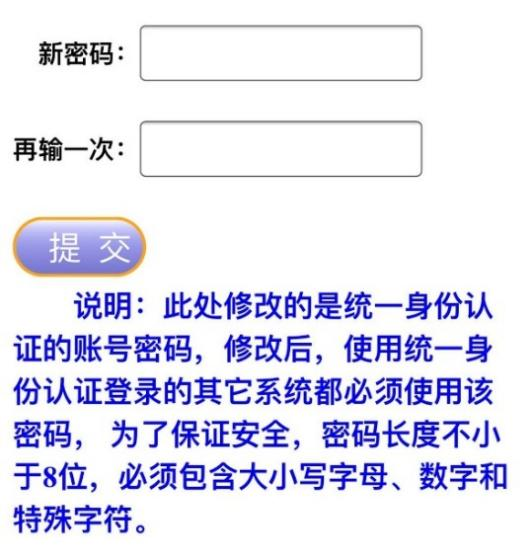 新密码：
再输一次：
提 交
说明：此处修改的是统一身份认
证的账号密码，修改后，使用统一身
份认证登录的其它系统都必须使用该
密码， 为了保证安全，密码长度不小
于8位，必须包含大小写字母、数字和
特殊字符。